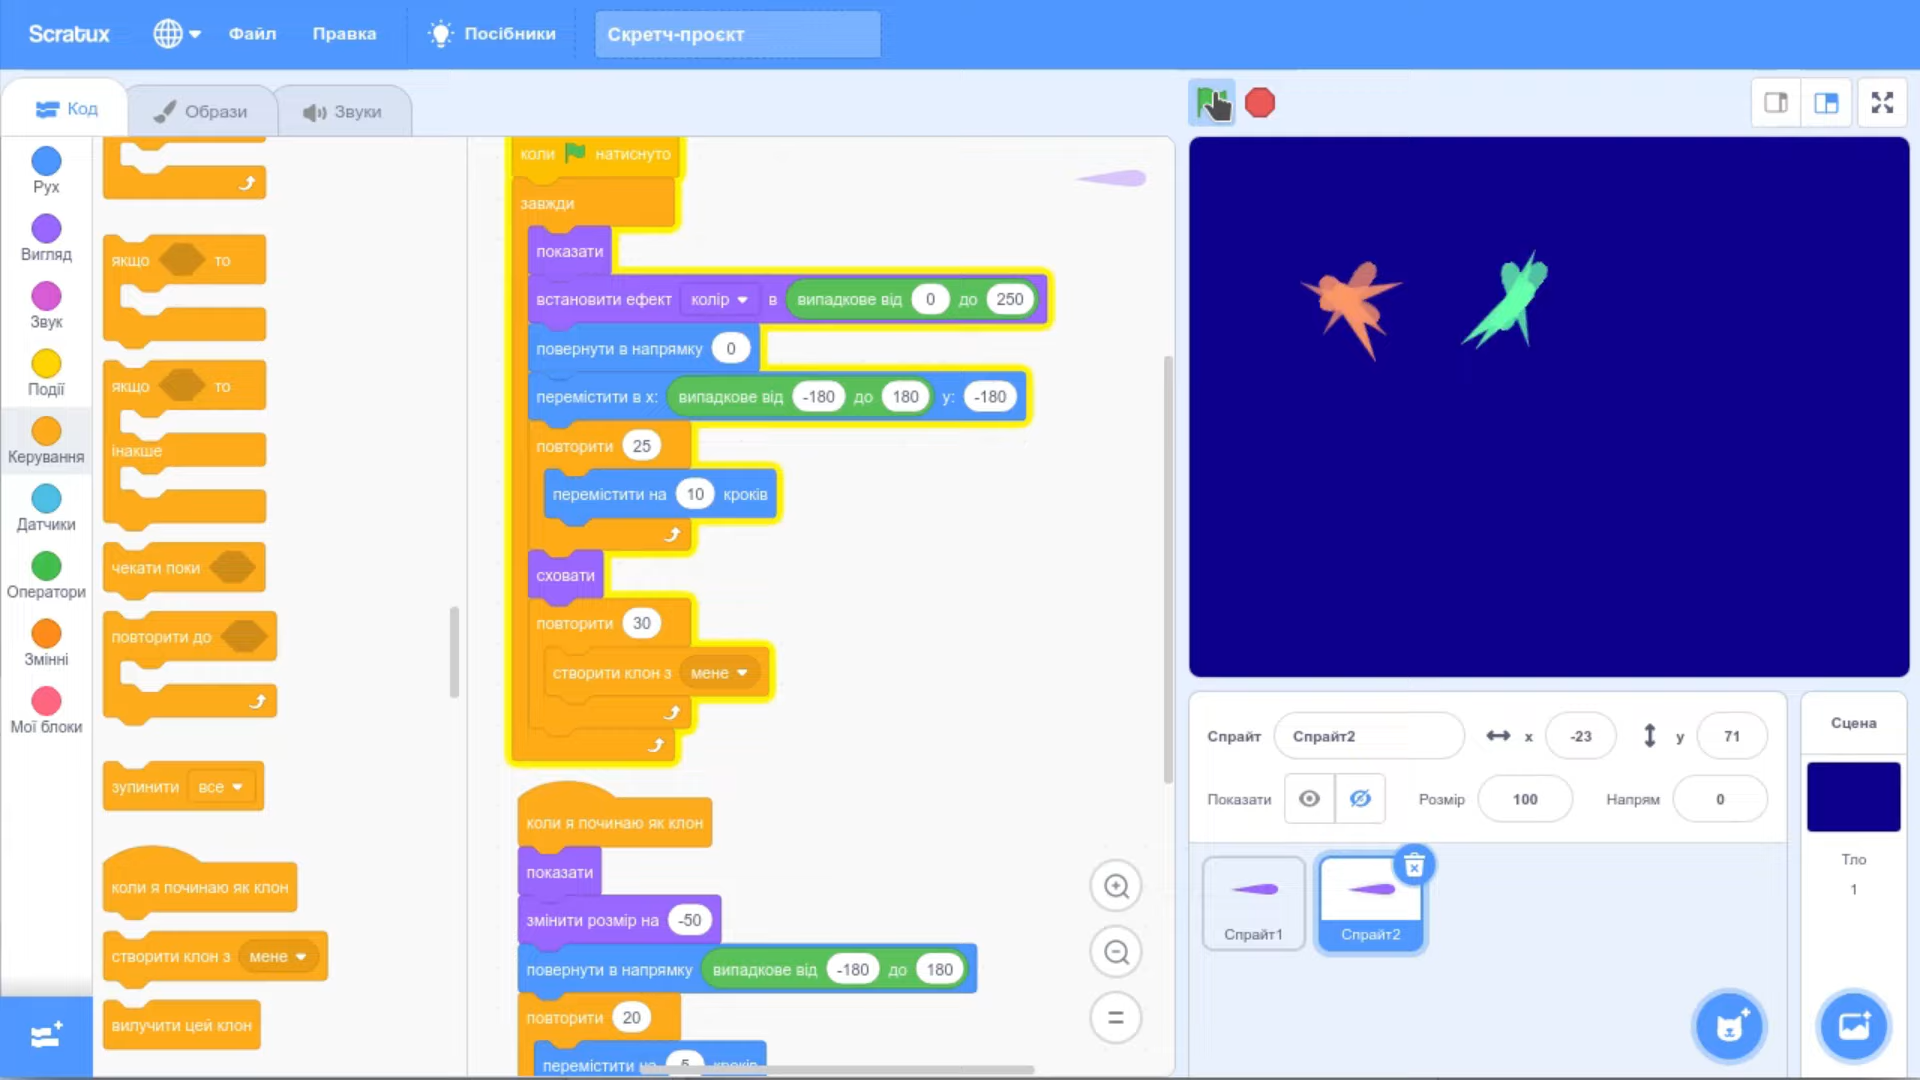 Scratux
Файл
Правка
Посібники
Скретч-проєкт
Код
Образи
Звуки
Рух
Вигляд
Звук
Події
Керування
Датчики
Оператори
Змінні
Мої блоки
якщо то
якщо то
інакше
чекати поки
повторити до
зупинити все
коли я починаю як клон
створити клон з мене
вилучити цей клон
коли натиснуто
завжди
показати
встановити ефект колір в випадкове від 0 до 250
повернути в напрямку 0
перемістити в x: випадкове від -180 до 180 y: -180
повторити 25
перемістити на 10 кроків
сховати
повторити 30
створити клон з мене
коли я починаю як клон
показати
змінити розмір на -50
повернути в напрямку випадкове від -180 до 180
повторити 20
перемістити на 5 кроків
Спрайт Спрайт2 x -23 y 71
Показати Розмір 100 Напрям 0
Спрайт1
Спрайт2
Сцена
Тло
1